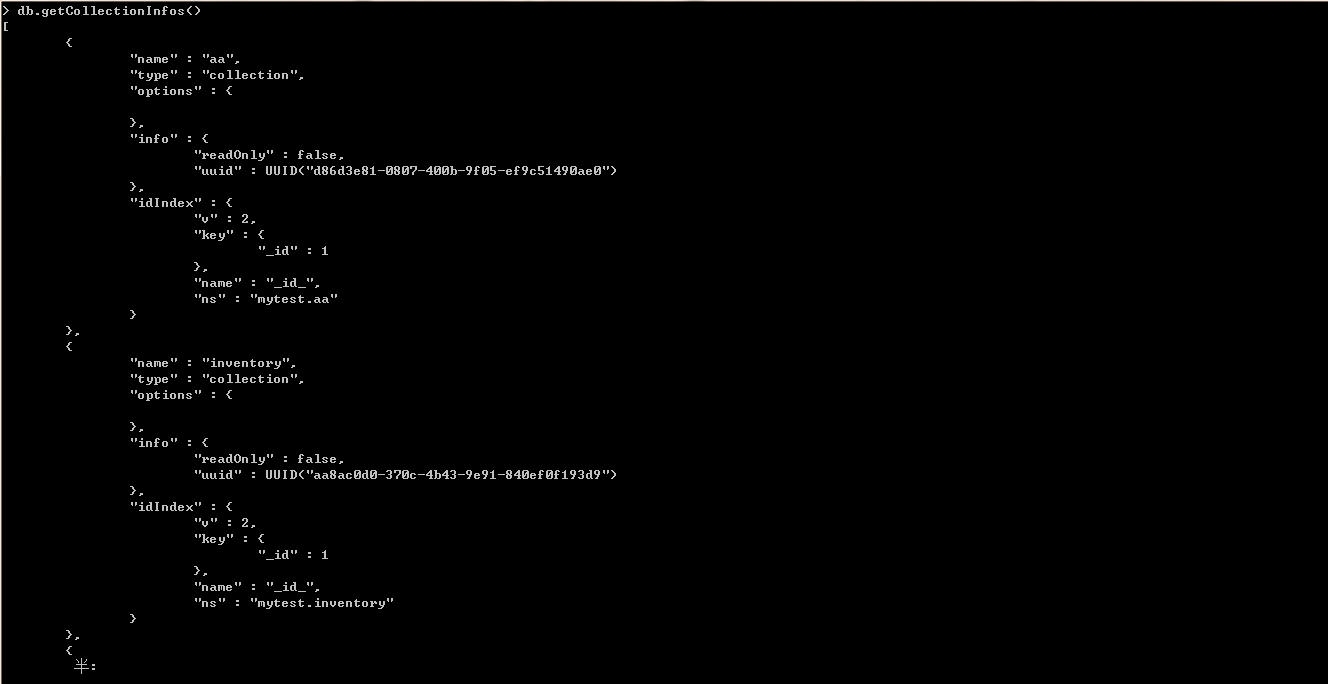 > db.getCollectionInfos()
[
{
"name" : "aa",
"type" : "collection",
"options" : {
},
"info" : {
"readOnly" : false,
"uuid" : UUID("d86d3e81-0807-400b-9f05-ef9c51490ae0")
},
"idIndex" : {
"v" : 2,
"key" : {
"_id" : 1
},
"name" : "_id_",
"ns" : "mytest.aa"
}
},
{
"name" : "inventory",
"type" : "collection",
"options" : {
},
"info" : {
"readOnly" : false,
"uuid" : UUID("aa8ac0d0-370c-4b43-9e91-840ef0f193d9")
},
"idIndex" : {
"v" : 2,
"key" : {
"_id" : 1
},
"name" : "_id_",
"ns" : "mytest.inventory"
}
},
{
半: